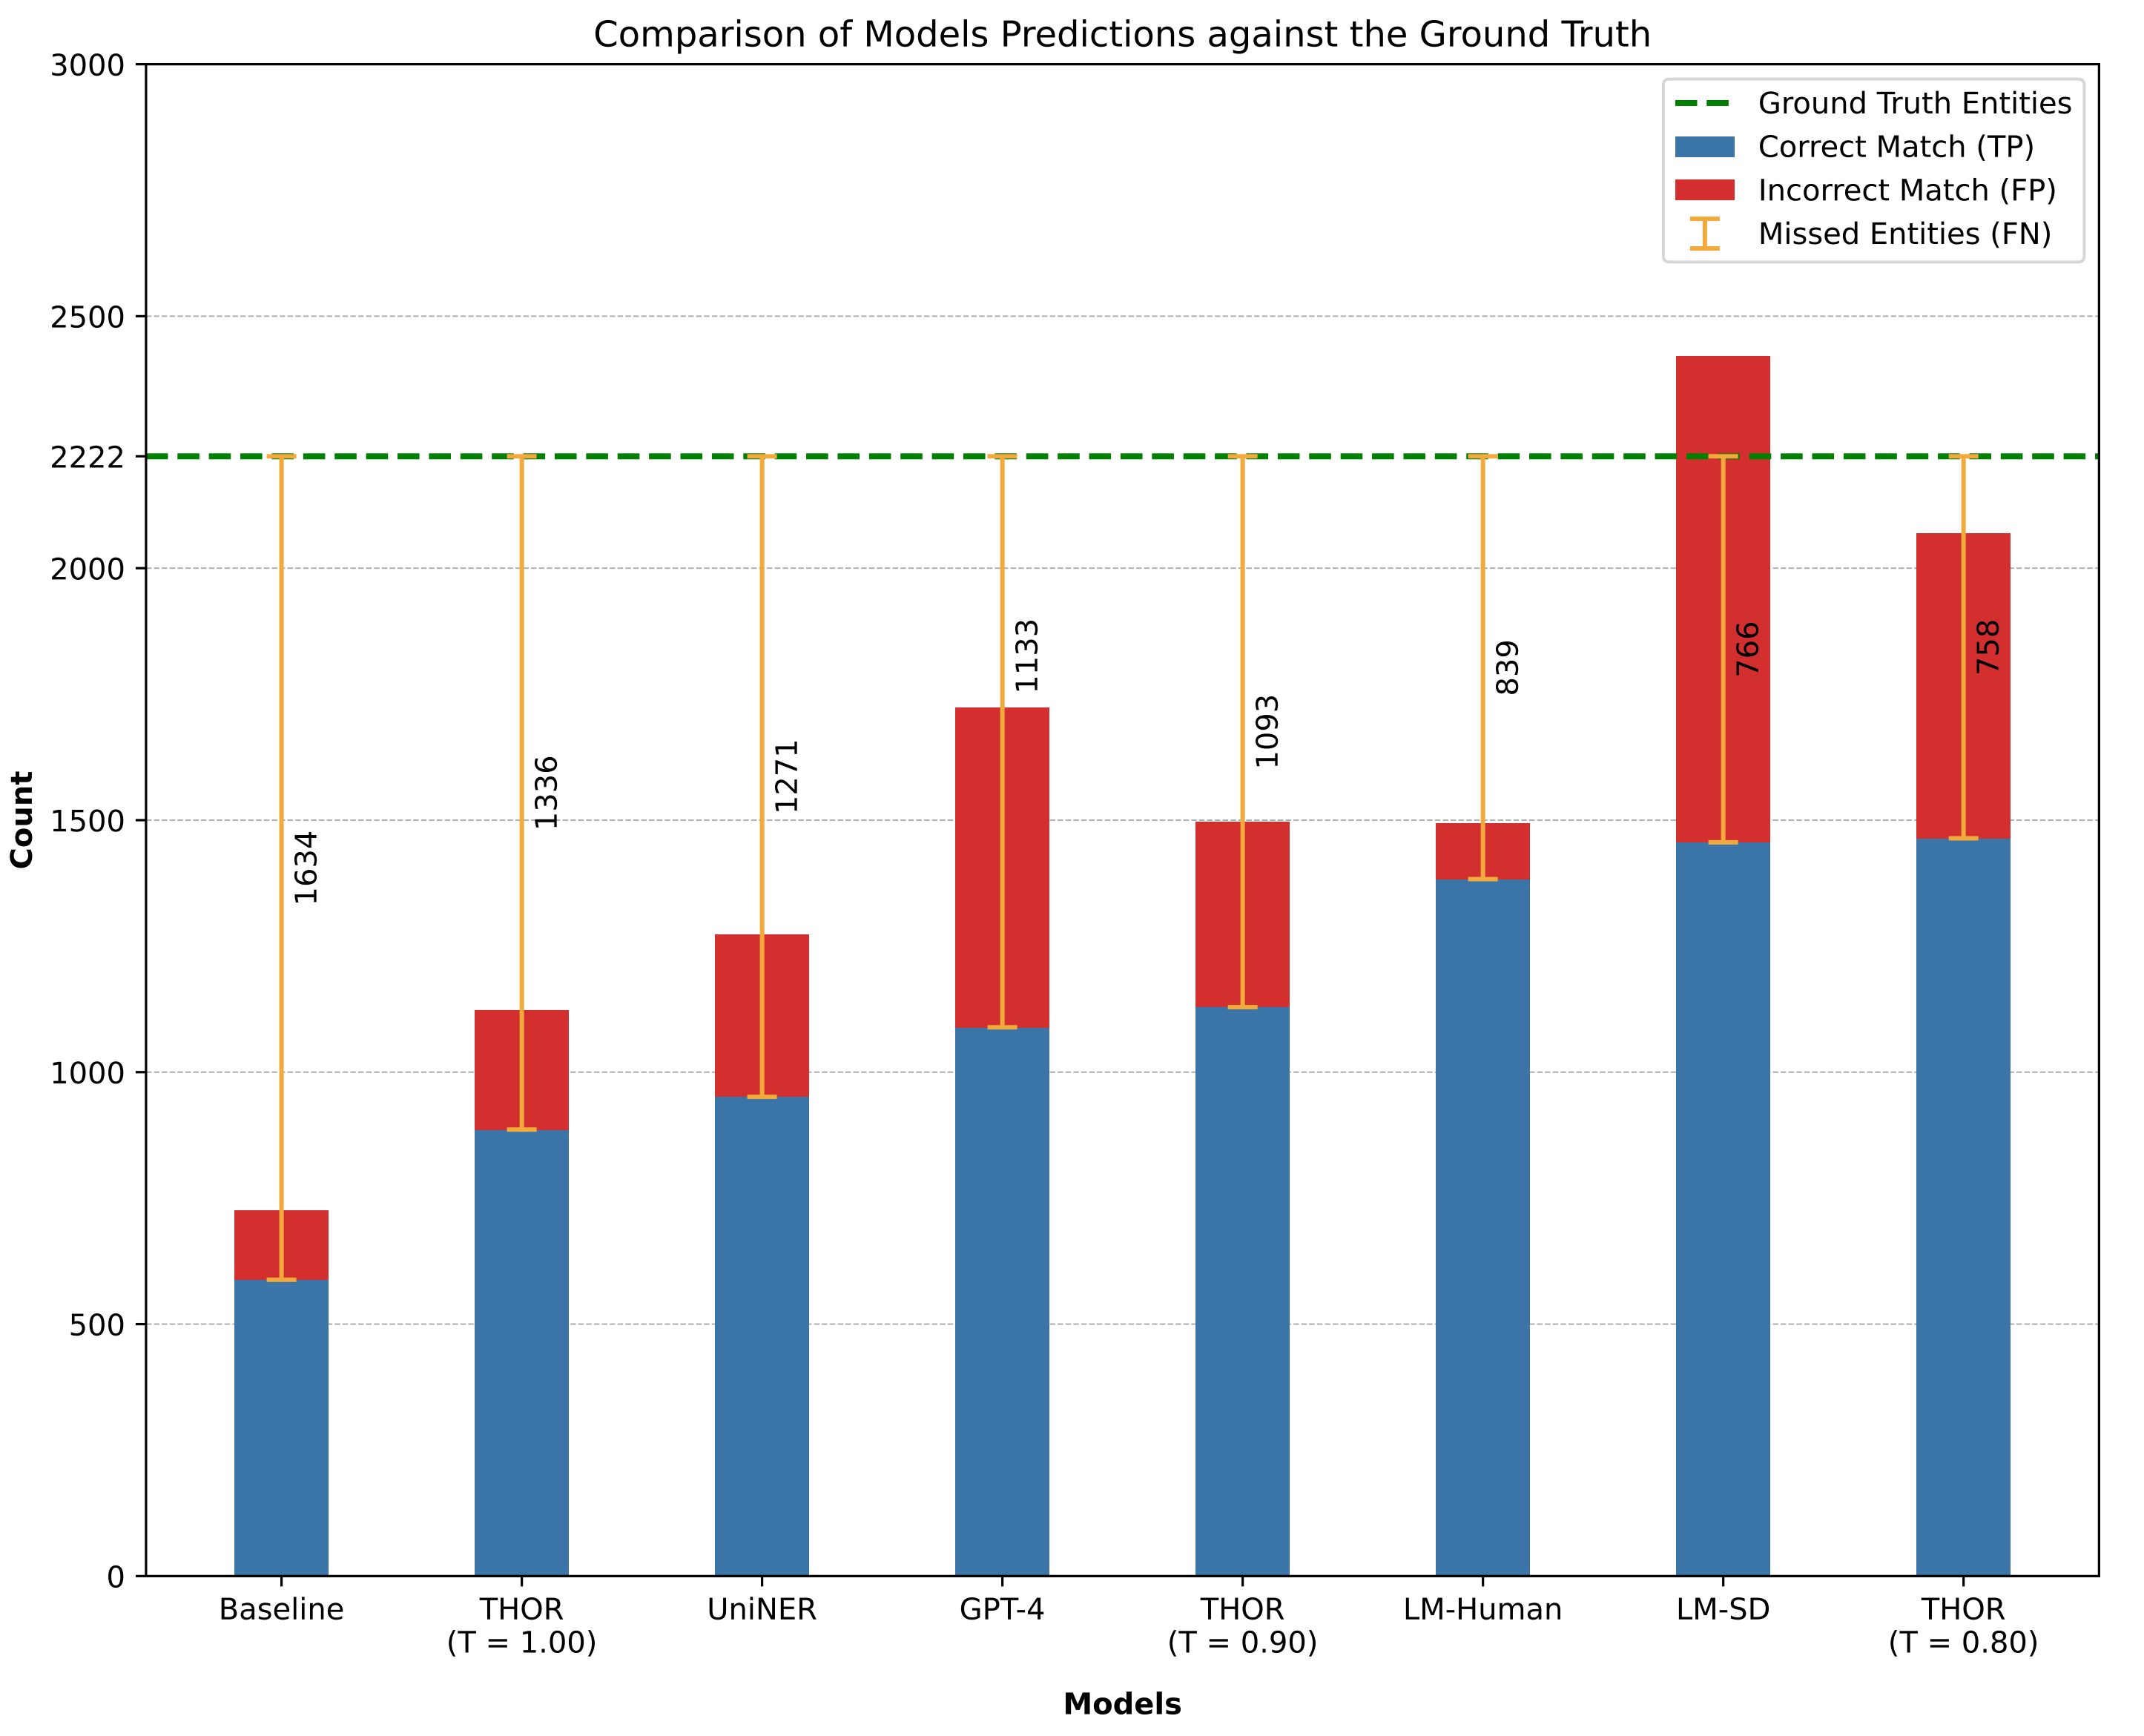 Comparison of Models Predictions against the Ground Truth
3000
2500
2222
2000
1500
1000
500
0
Count
Ground Truth Entities
Correct Match (TP)
Incorrect Match (FP)
Missed Entities (FN)
1634
1336
1271
1133
1093
839
766
758
Baseline
THOR
(T = 1.00)
UniNER
GPT-4
THOR
(T = 0.90)
LM-Human
LM-SD
THOR
(T = 0.80)
Models